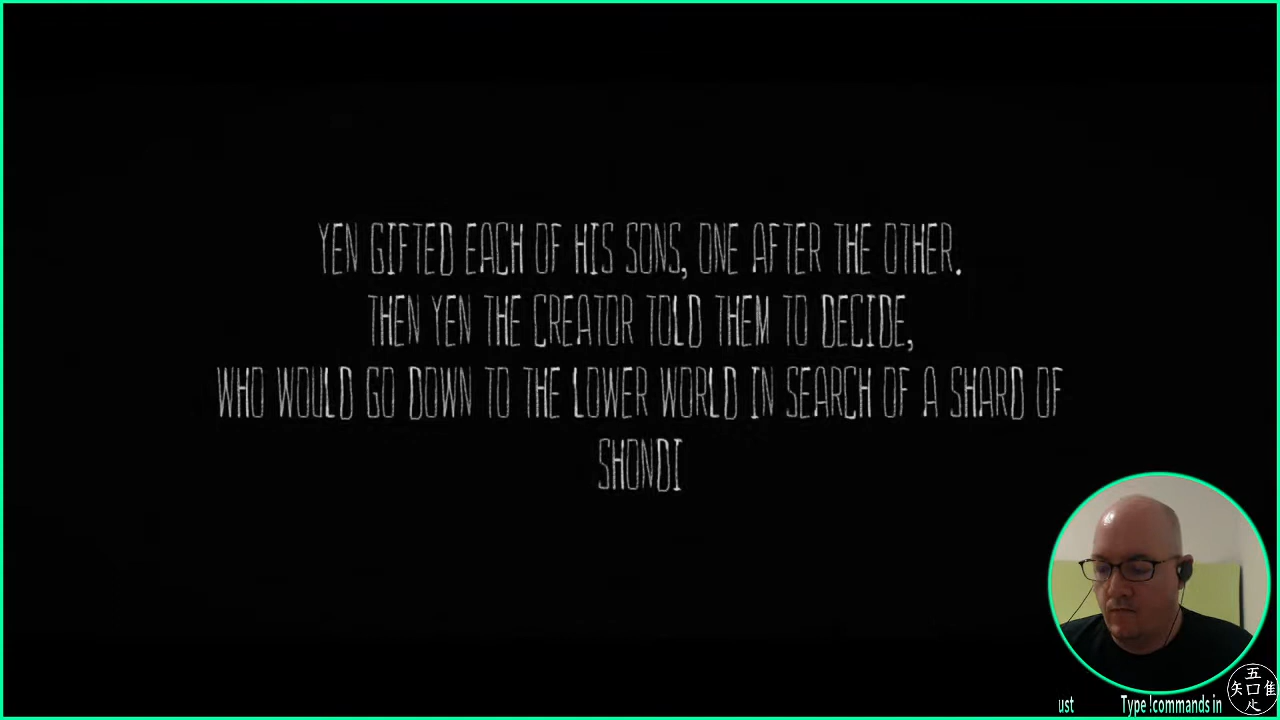 YEN GIFTED EACH OF HIS SONS, ONE AFTER THE OTHER.
THEN YEN THE CREATOR TOLD THEM TO DECIDE,
WHO WOULD GO DOWN TO THE LOWER WORLD IN SEARCH OF A SHARD OF
SHONDI
ust Type !commands in
五
矢口隹
止